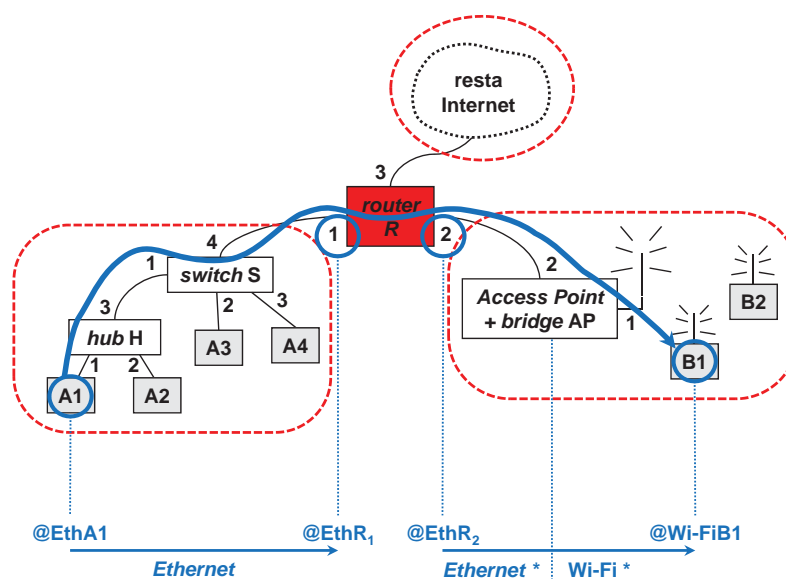 resta
Internet
3
router
R
1
2
4
1
switch S
2
3
3
hub H
1
2
A1
A2
A3
A4
2
Access Point
+ bridge AP
1
B2
B1
@EthA1
@EthR1
@EthR2
@Wi-FiB1
Ethernet
Ethernet *
Wi-Fi *